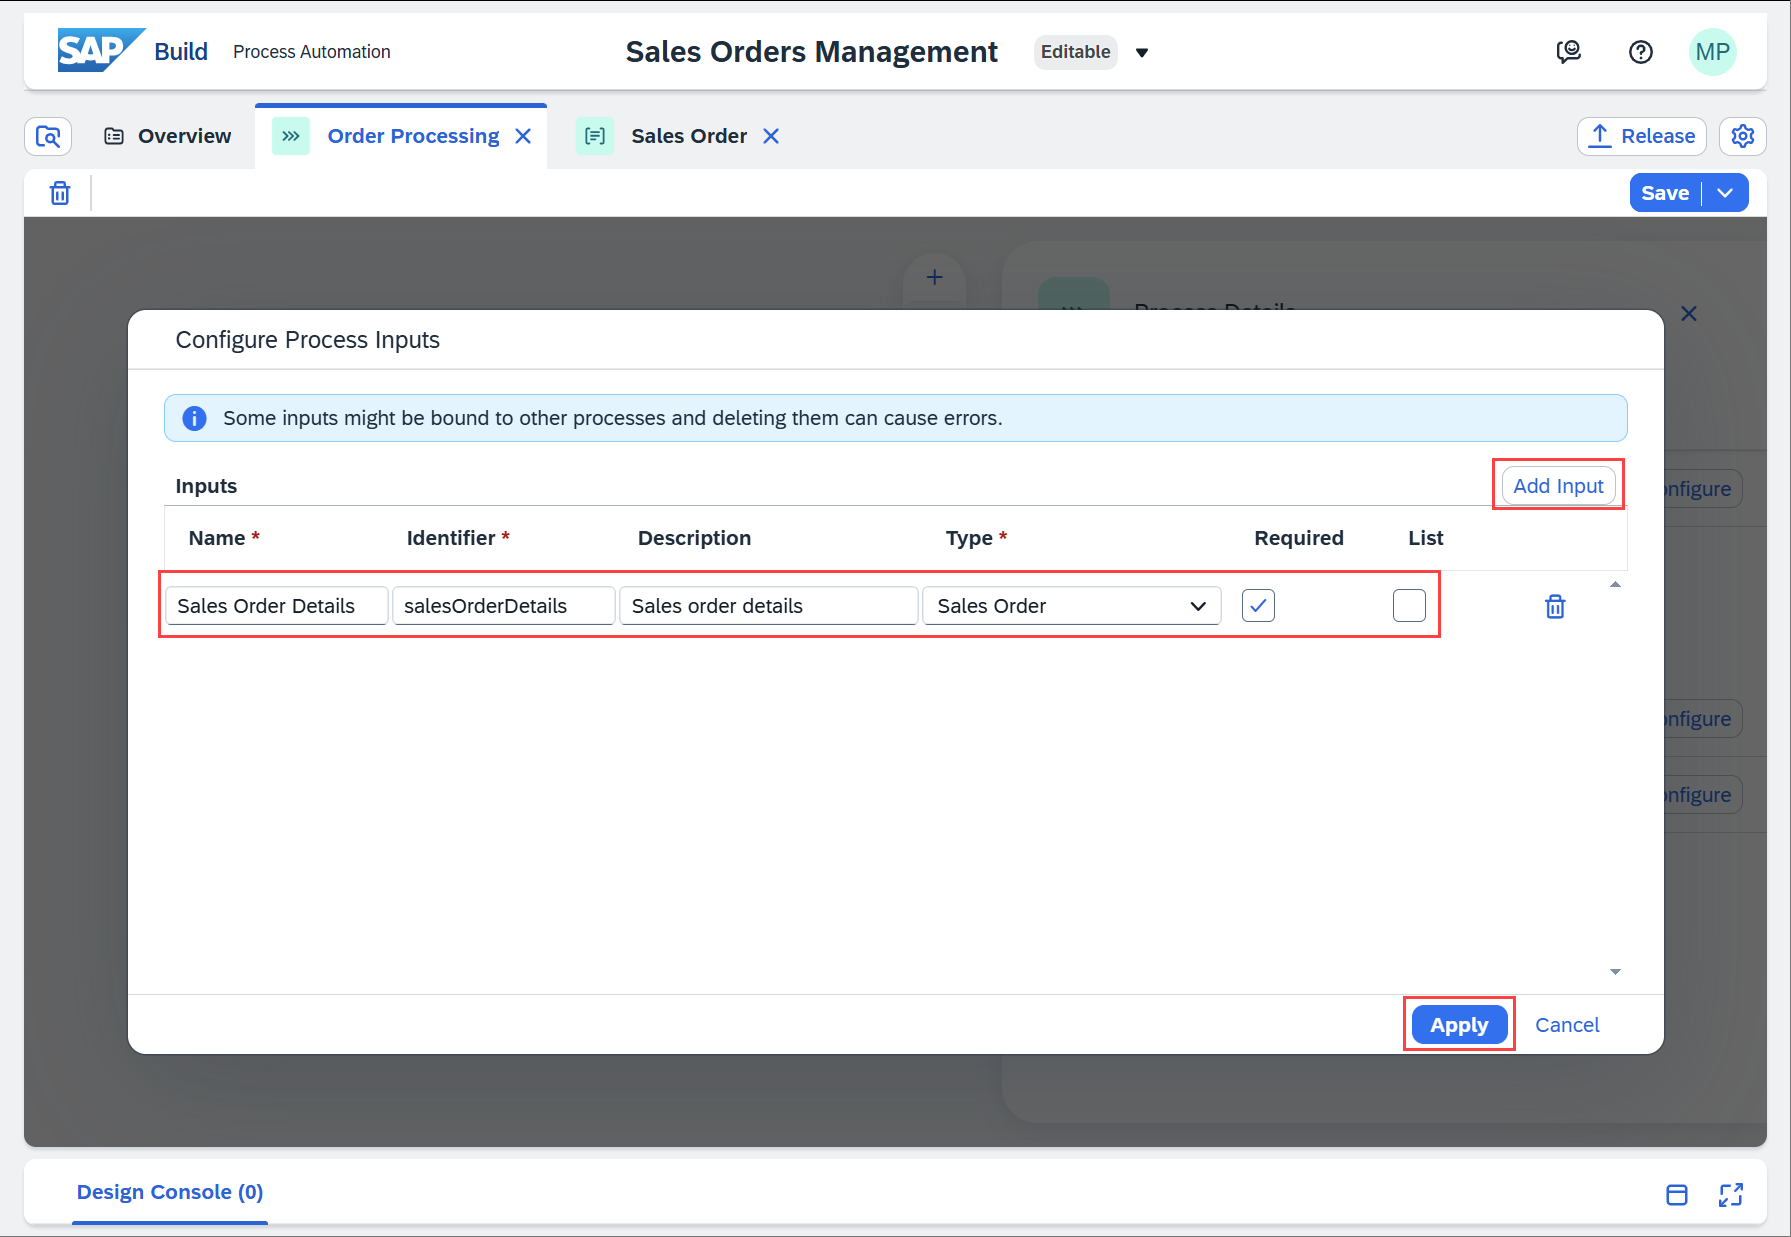 SAP Build Process Automation Sales Orders Management Editable MP
Overview Order Processing Sales Order Release
Save
Process Details
Configure Process Inputs
Some inputs might be bound to other processes and deleting them can cause errors.
Inputs Add Input
nfigure
Name * Identifier * Description Type * Required List
Sales Order Details salesOrderDetails Sales order details Sales Order
nfigure
nfigure
Apply Cancel
Design Console (0)